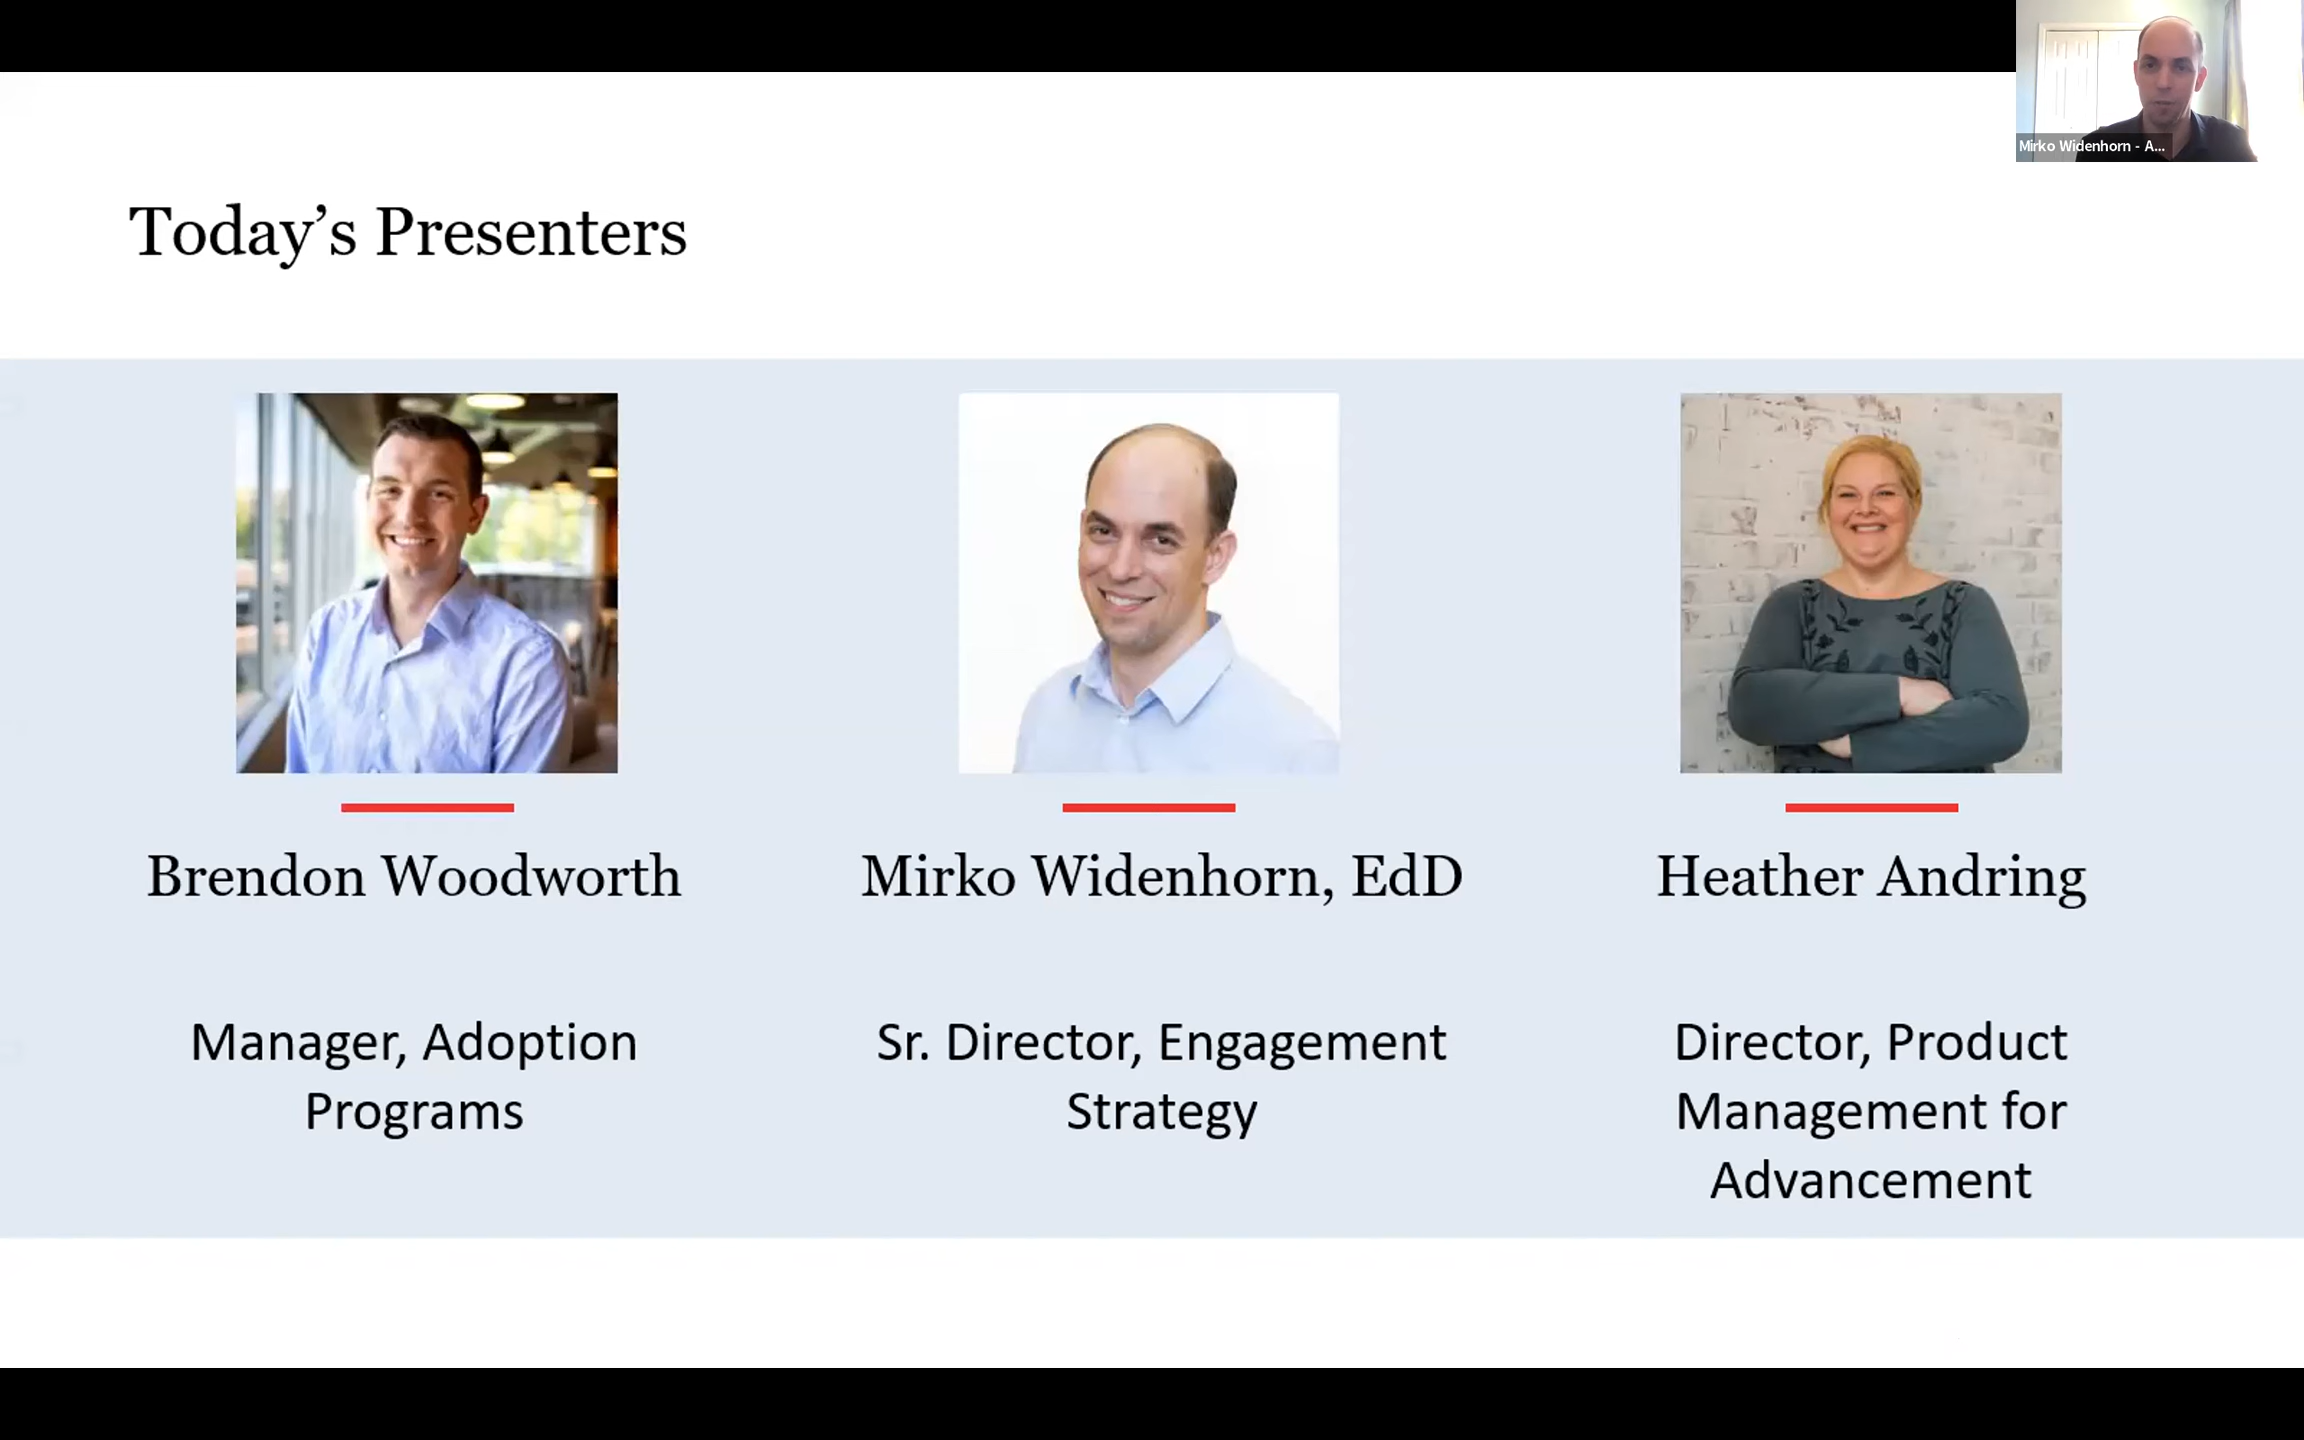 Mirko Widenhorn - A...
Today’s Presenters
Brendon Woodworth
Manager, Adoption
Programs
Mirko Widenhorn, EdD
Sr. Director, Engagement
Strategy
Heather Andring
Director, Product
Management for
Advancement